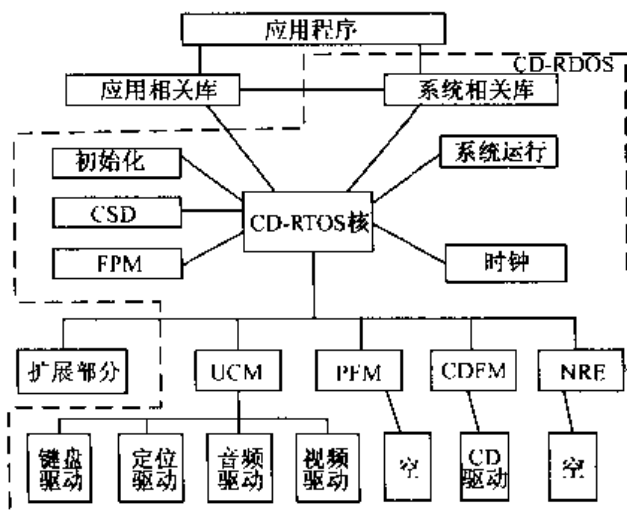 应用程序
CD-RDOS
应用相关库
系统相关库
初始化
系统运行
CSD
CD-RTOS核
FPM
时钟
扩展部分
UCM
PFM
CDFM
NRE
键盘
驱动
定位
驱动
音频
驱动
视频
驱动
空
CD
驱动
空